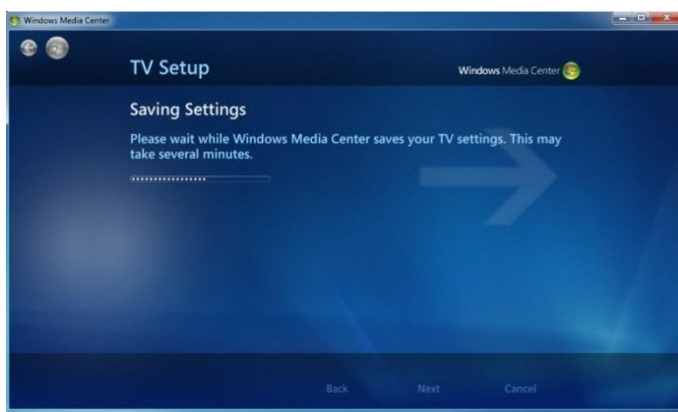 Windows Media Center
TV Setup
Windows Media Center
Saving Settings
Please wait while Windows Media Center saves your TV settings. This may
take several minutes.
Back Next Cancel